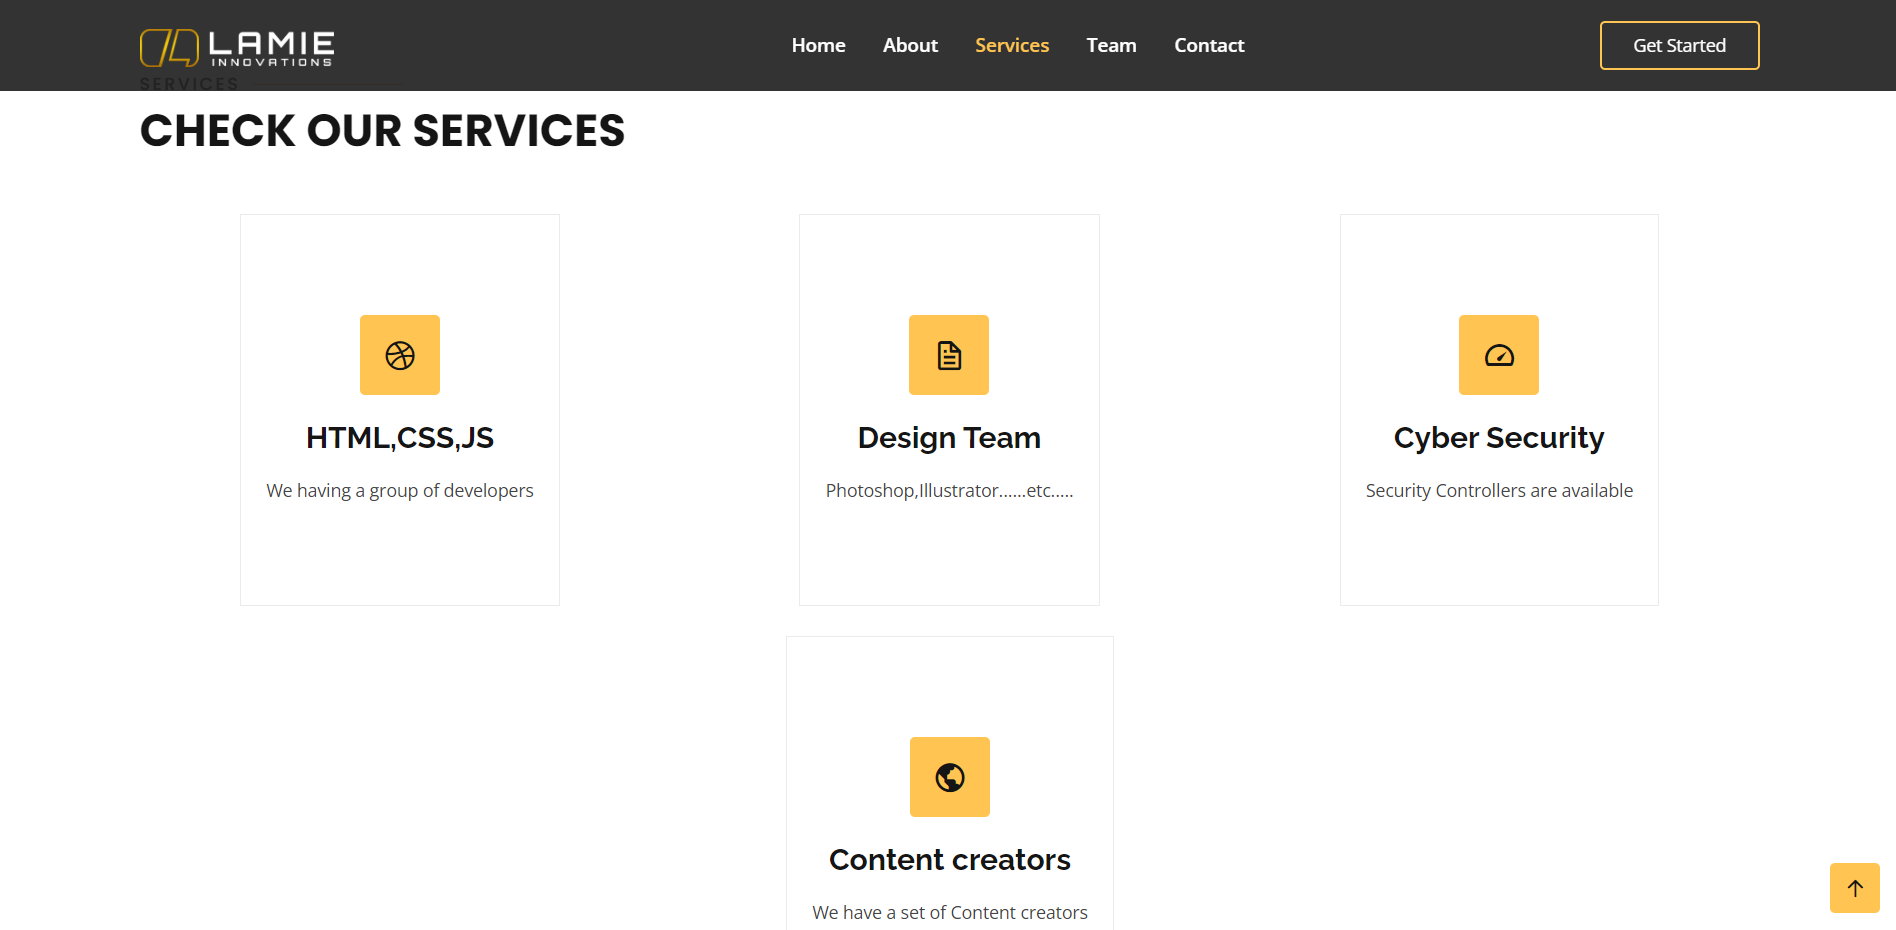 LAMIE
INNOVATIONS
Home About Services Team Contact
Get Started
SERVICES
CHECK OUR SERVICES
HTML,CSS,JS
We having a group of developers
Design Team
Photoshop,Illustrator......etc.....
Cyber Security
Security Controllers are available
Content creators
We have a set of Content creators